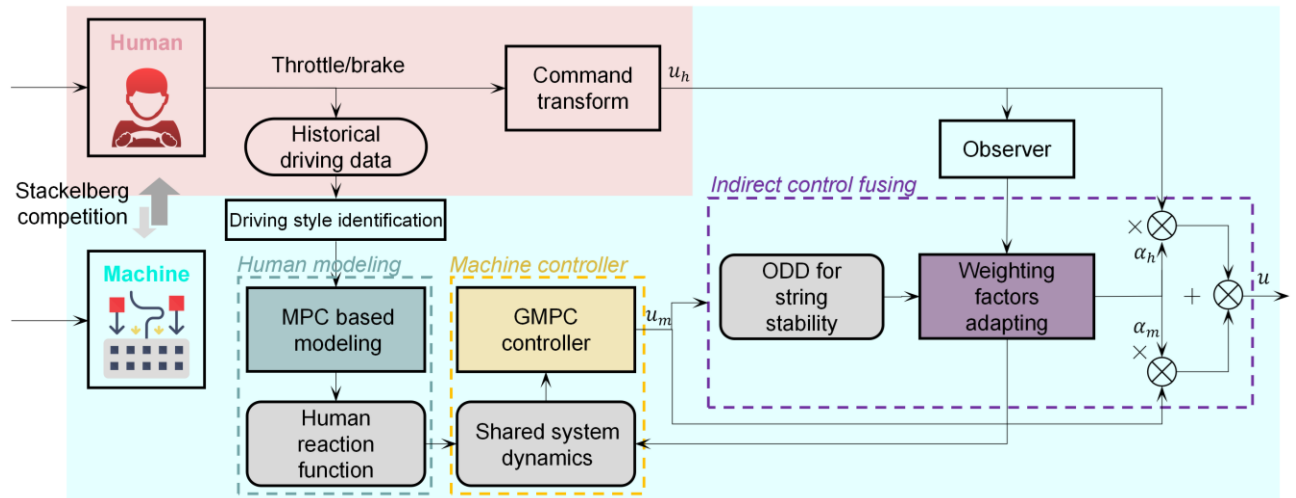 Human
Throttle/brake
Command
transform
u_h
Historical
driving data
Observer
Stackelberg
competition
Driving style identification
Indirect control fusing
Machine
Human modeling
Machine controller
MPC based
modeling
GMPC
controller
u_m
ODD for
string
stability
Weighting
factors
adapting
×
α_h
+
u
α_m
×
Human
reaction
function
Shared system
dynamics